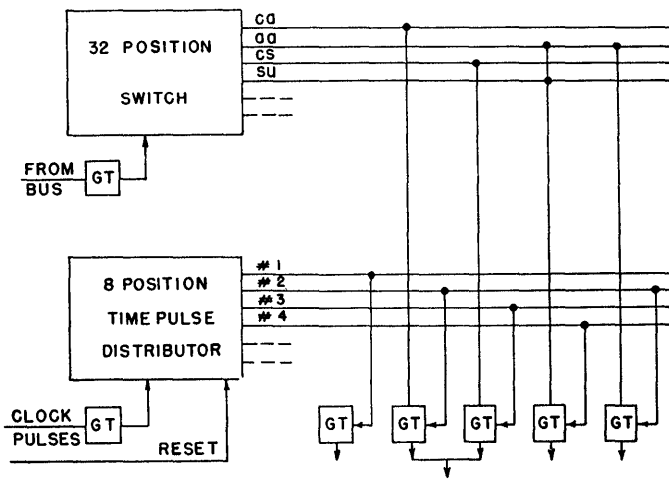 ca
aa
cs
su
32 POSITION
SWITCH
FROM
BUS
GT
8 POSITION
TIME PULSE
DISTRIBUTOR
# 1
# 2
# 3
# 4
CLOCK
PULSES
GT
RESET
GT
GT
GT
GT
GT